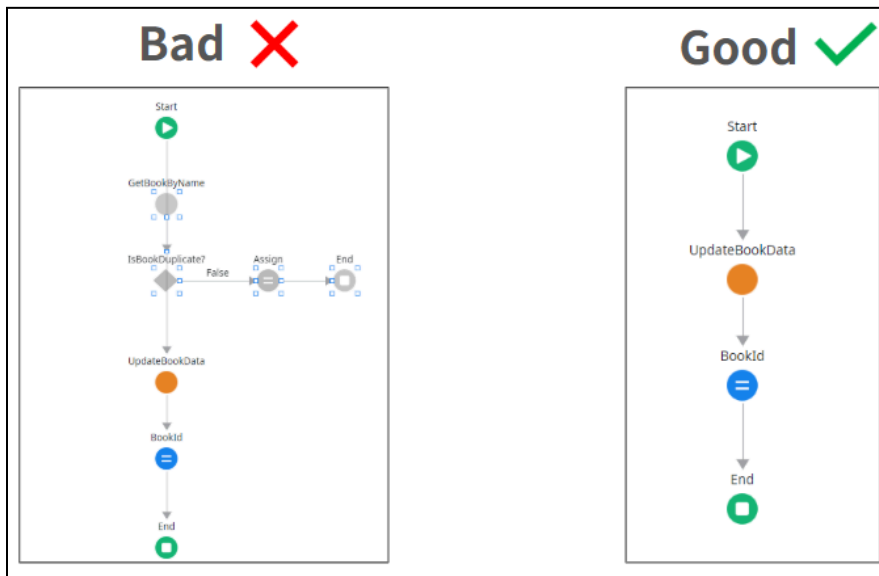 Bad
Start
GetBookByName
IsBookDuplicate?
False
Assign
End
UpdateBookData
BookId
End
Good
Start
UpdateBookData
BookId
End